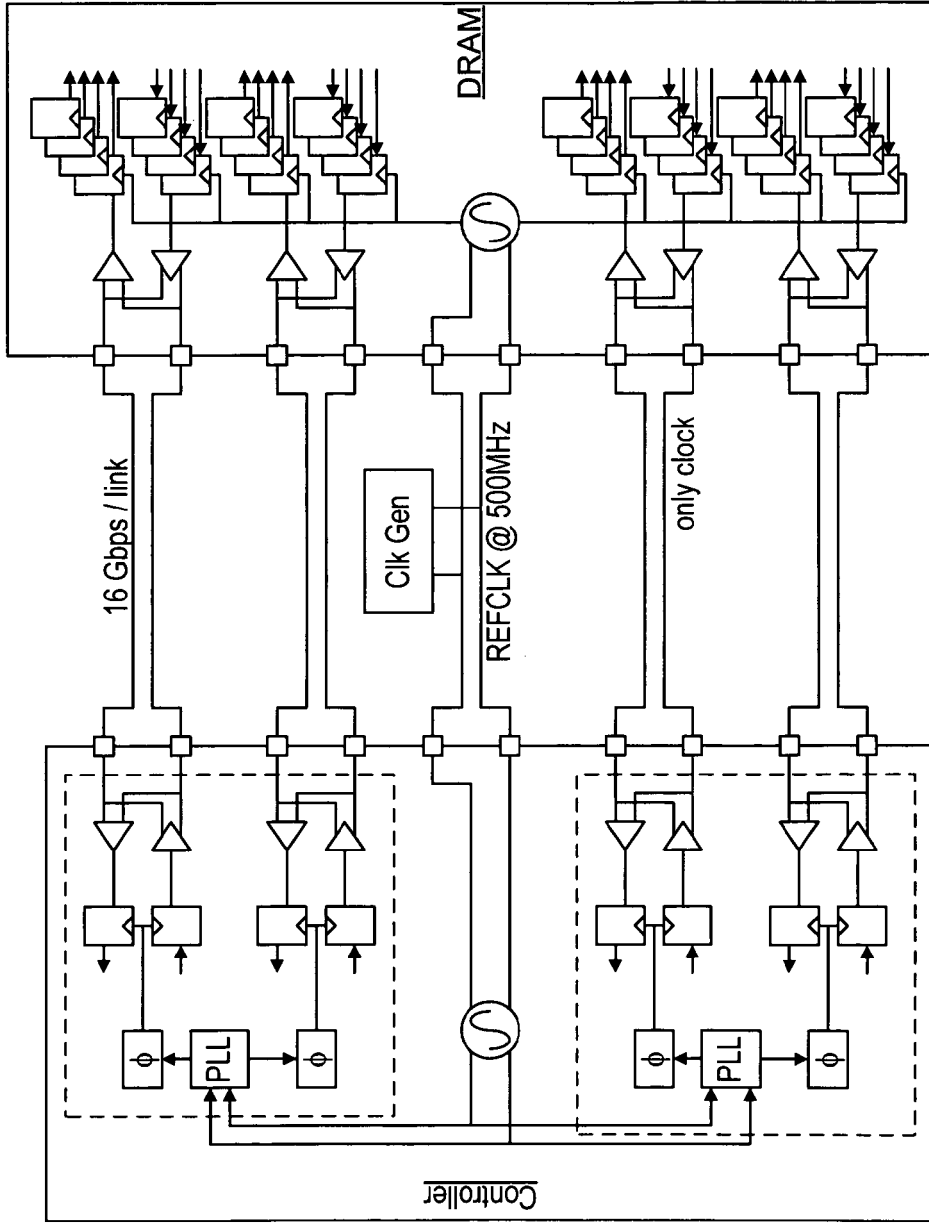 DRAM
16 Gbps / link
Clk Gen
REFCLK @ 500MHz
only clock
ϕ
PLL
ϕ
ϕ
PLL
ϕ
Controller